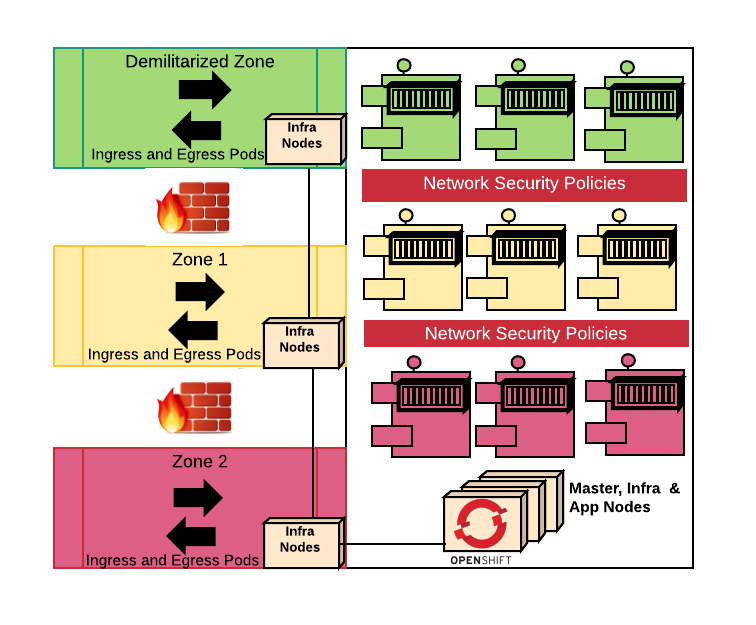 Demilitarized Zone
Infra
Nodes
Ingress and Egress Pods
Network Security Policies
Zone 1
Infra
Nodes
Ingress and Egress Pods
Network Security Policies
Zone 2
Master, Infra &
App Nodes
Infra
Nodes
Ingress and Egress Pods
OPENSHIFT